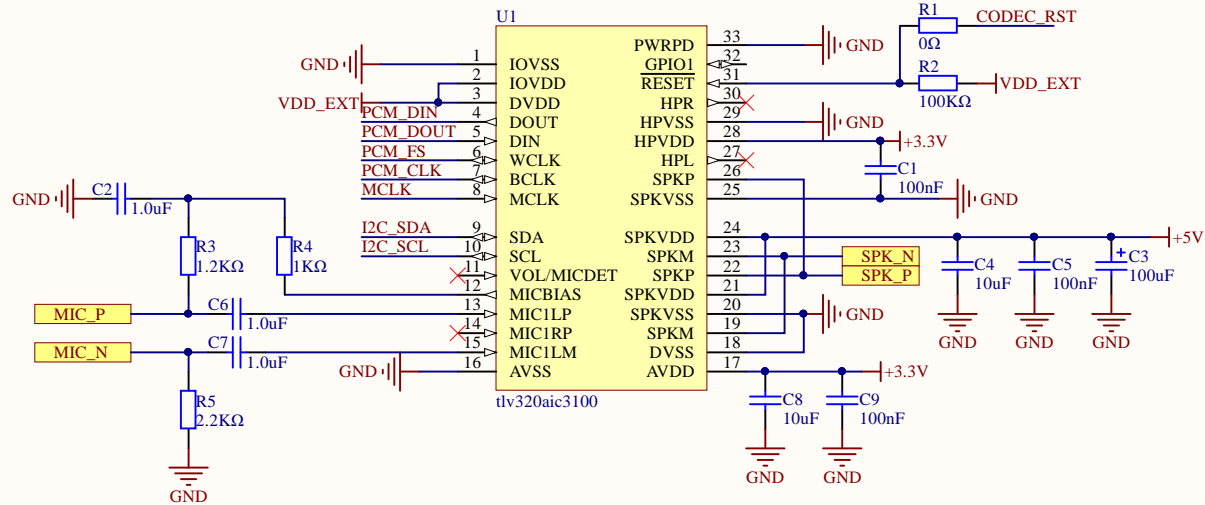 U1
R1
CODEC_RST
0Ω
R2
100KΩ
VDD_EXT
GND
1
IOVSS
2
IOVDD
VDD_EXT
3
DVDD
PCM_DIN
4
DOUT
PCM_DOUT
5
DIN
PCM_FS
6
WCLK
PCM_CLK
7
BCLK
MCLK
8
MCLK
I2C_SDA
9
SDA
I2C_SCL
10
SCL
11
VOL/MICDET
12
MICBIAS
13
MIC1LP
14
MIC1RP
15
MIC1LM
GND
16
AVSS
PWRPD
33
GND
GPIO1
32
RESET
31
HPR
30
HPVSS
29
GND
HPVDD
28
+3.3V
HPL
27
C1
100nF
SPKP
26
SPKVSS
25
GND
SPKVDD
24
+5V
SPKM
23
SPK_N
SPKP
22
SPK_P
SPKVDD
21
SPKVSS
20
GND
SPKM
19
DVSS
18
AVDD
17
+3.3V
tlv320aic3100
GND
C2
1.0uF
R3
1.2KΩ
R4
1KΩ
MIC_P
C6
1.0uF
MIC_N
C7
1.0uF
R5
2.2KΩ
GND
C4
10uF
GND
C5
100nF
GND
+
C3
100uF
GND
C8
10uF
GND
C9
100nF
GND